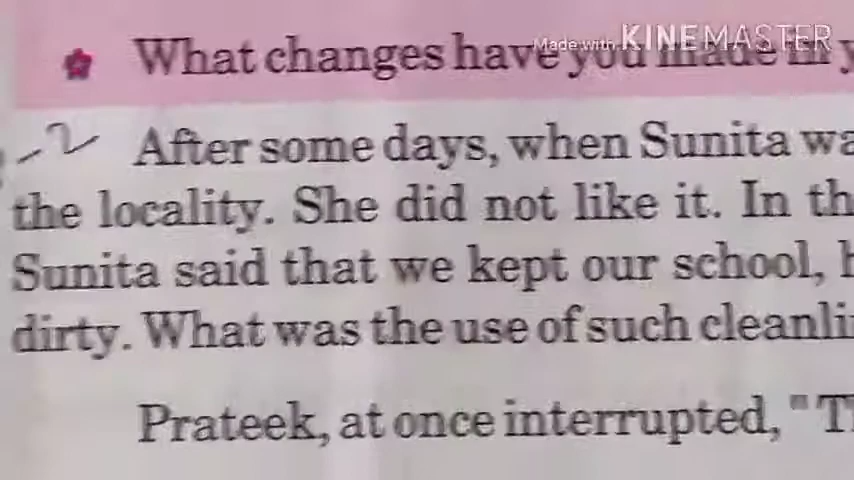 Made with KINEMASTER
What changes have you made in y
After some days, when Sunita wa
the locality. She did not like it. In th
Sunita said that we kept our school, h
dirty. What was the use of such cleanli
Prateek, at once interrupted, "T